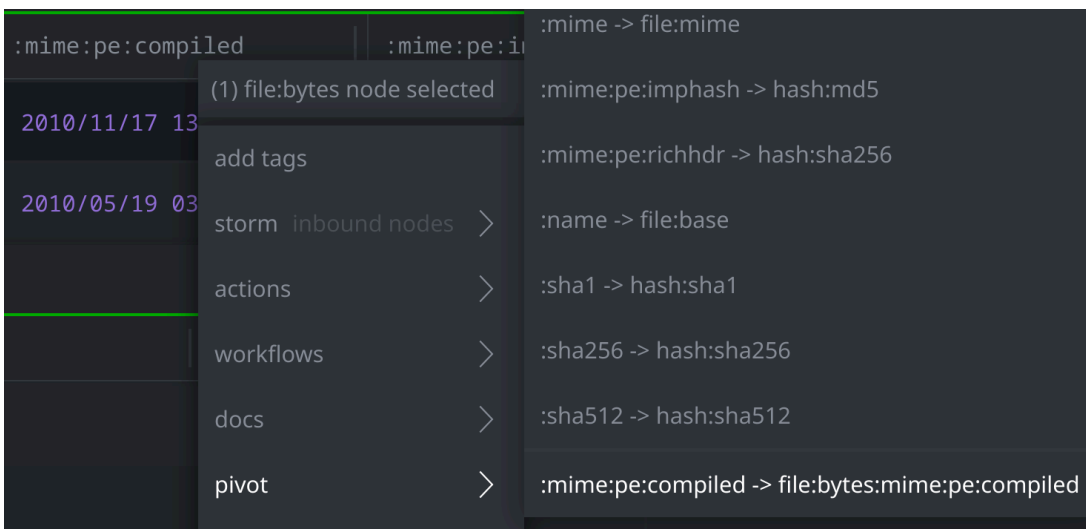 :mime:pe:compiled
2010/11/17 13
2010/05/19 03
(1) file:bytes node selected
add tags
storm inbound nodes
actions
workflows
docs
pivot
:mime -> file:mime
:mime:pe:imphash -> hash:md5
:mime:pe:richhdr -> hash:sha256
:name -> file:base
:sha1 -> hash:sha1
:sha256 -> hash:sha256
:sha512 -> hash:sha512
:mime:pe:compiled -> file:bytes:mime:pe:compiled